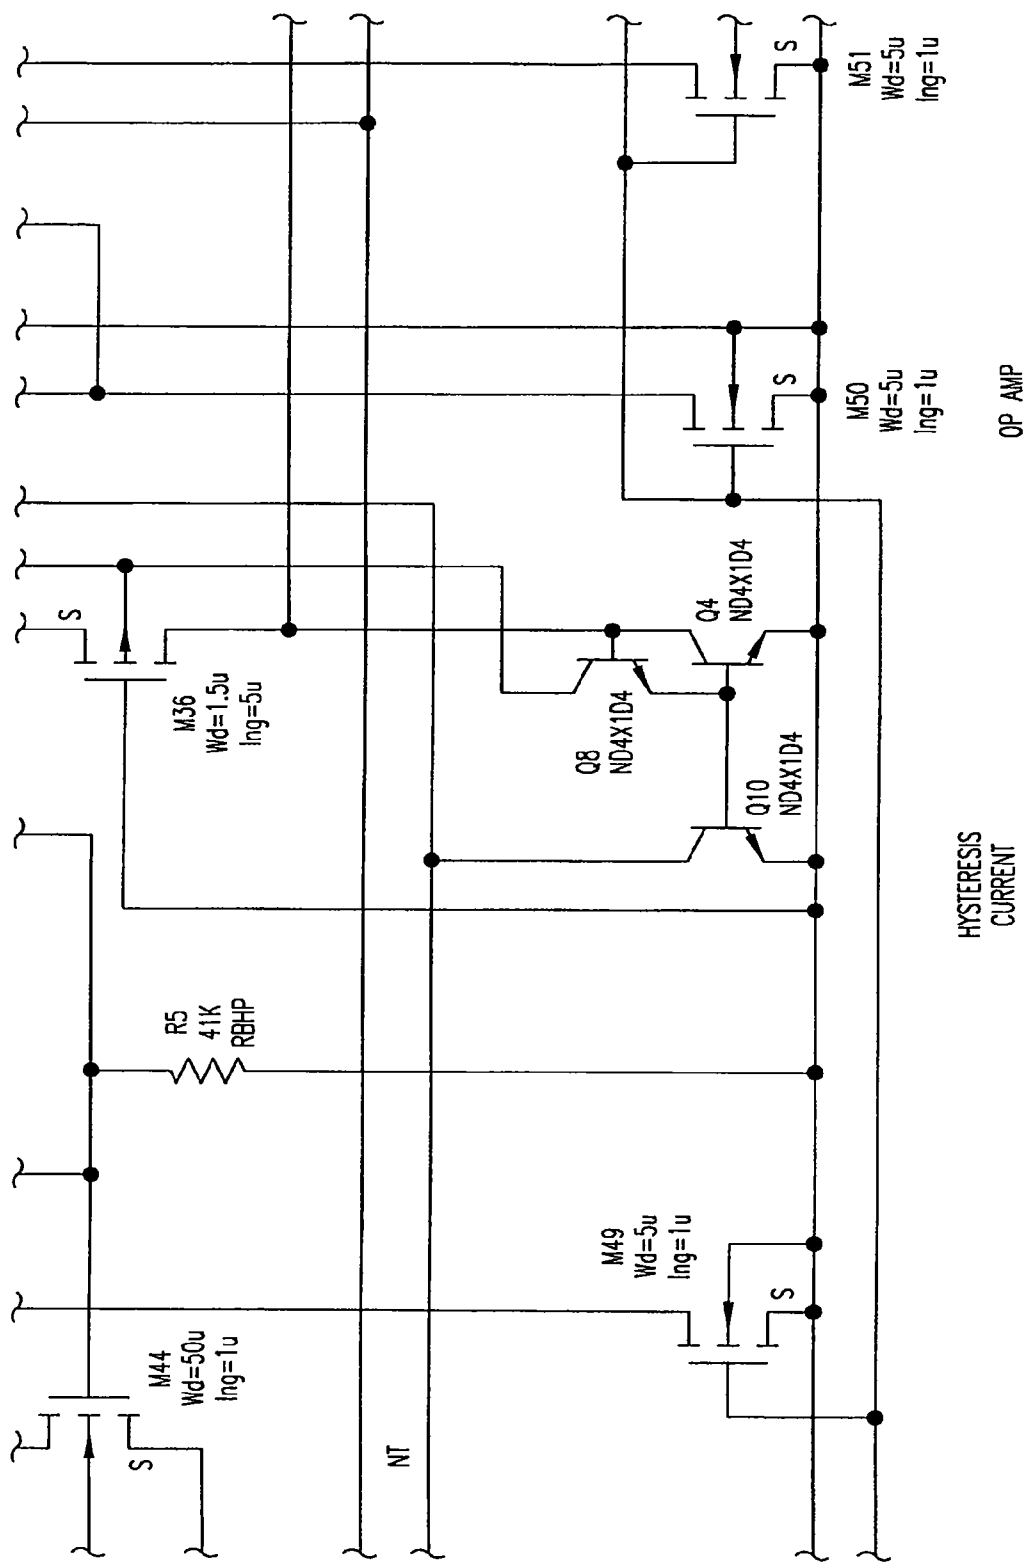 S
M44
Wd=50u
lng=1u
S
R5
41K
RBHP
M36
Wd=1.5u
lng=5u
NT
M49
Wd=5u
lng=1u
S
Q8
ND4X1D4
Q4
ND4X1D4
Q10
ND4X1D4
S
S
M50
Wd=5u
lng=1u
M51
Wd=5u
lng=1u
HYSTERESIS
CURRENT
OP AMP